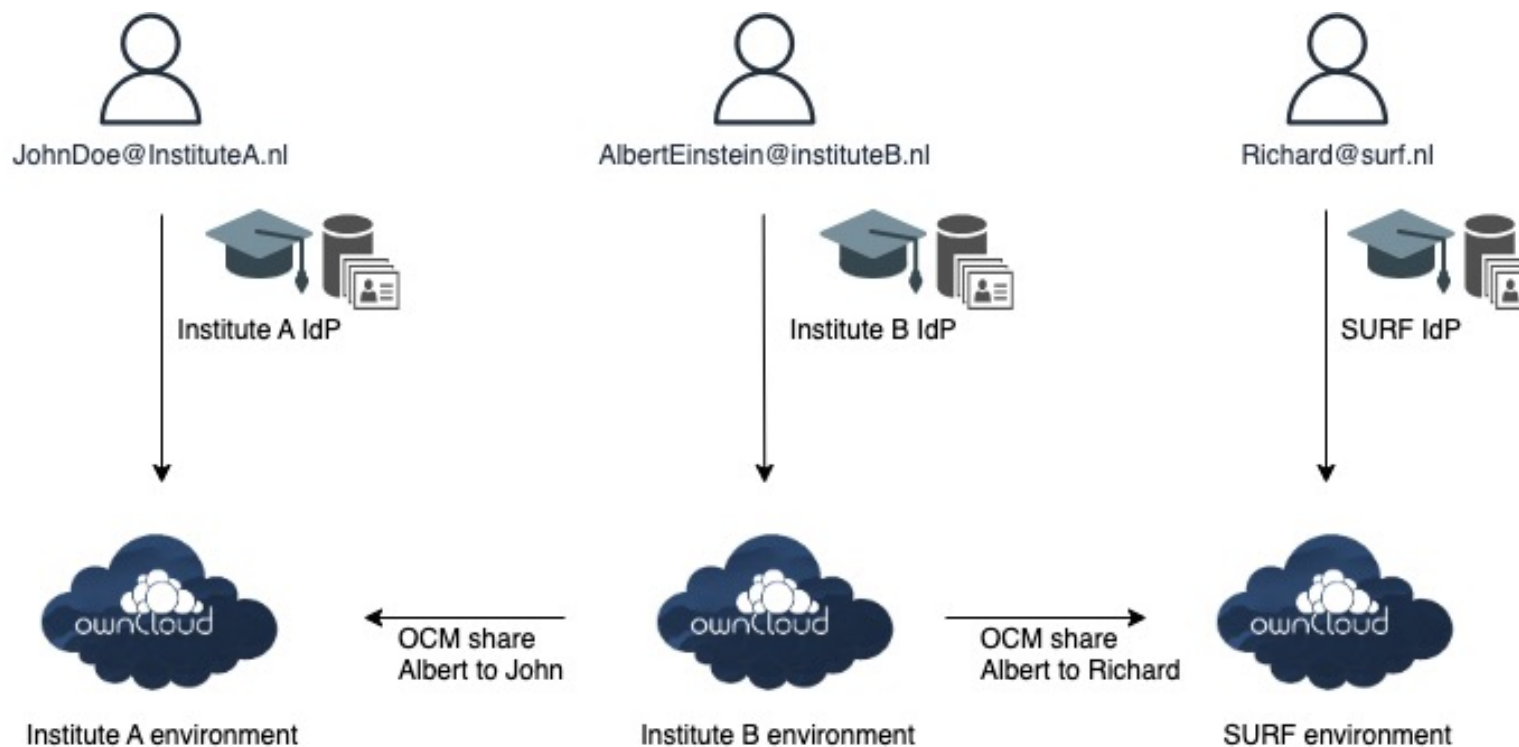 JohnDoe@InstituteA.nl
AlbertEinstein@instituteB.nl
Richard@surf.nl
Institute A IdP
Institute B IdP
SURF IdP
ownCloud
ownCloud
ownCloud
OCM share
Albert to John
OCM share
Albert to Richard
Institute A environment
Institute B environment
SURF environment